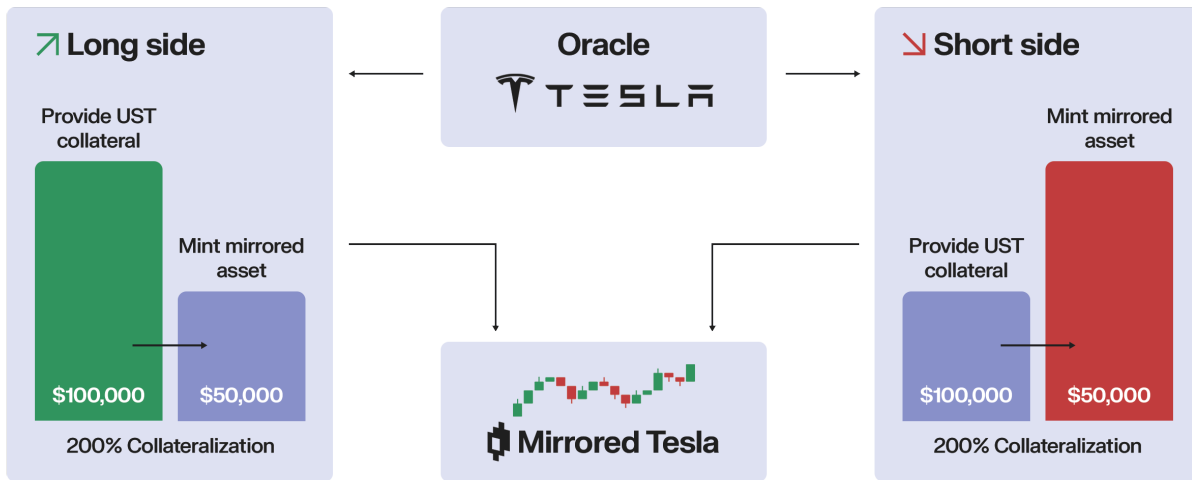 Long side
Provide UST
collateral
Mint mirrored
asset
$100,000
$50,000
200% Collateralization
Oracle
TESLA
Mirrored Tesla
Short side
Mint mirrored
asset
Provide UST
collateral
$100,000
$50,000
200% Collateralization